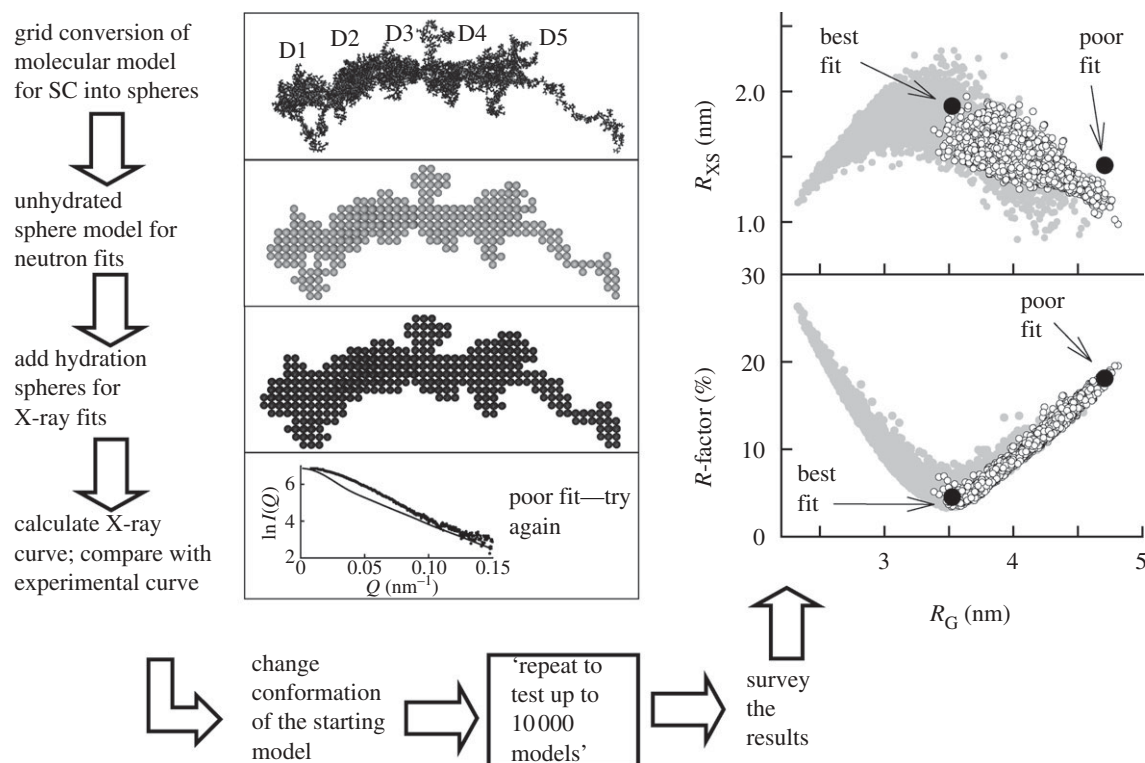 grid conversion of
molecular model
for SC into spheres
unhydrated
sphere model for
neutron fits
add hydration
spheres for
X-ray fits
calculate X-ray
curve; compare with
experimental curve
D1 D2 D3 D4 D5
6
4
2
ln I(Q)
0 0.05 0.10 0.15
Q (nm⁻¹)
poor fit—try
again
change
conformation
of the starting
model
‘repeat to
test up to
10 000
models’
survey
the
results
best
fit
poor
fit
2.0
1.0
R_XS (nm)
30
20
10
0
R-factor (%)
poor
fit
best
fit
3 4 5
R_G (nm)